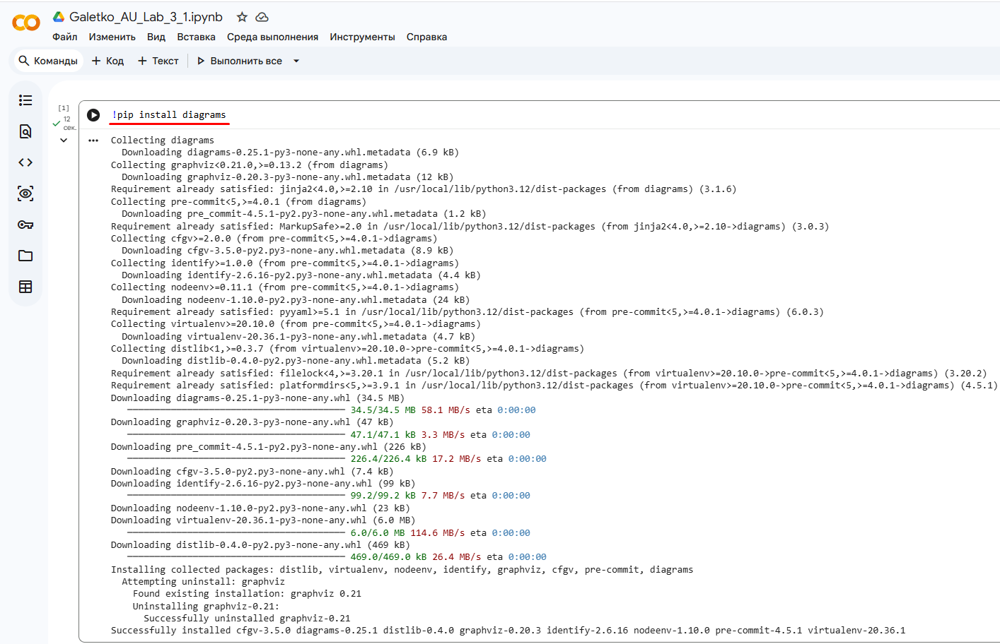 Galetko_AU_Lab_3_1.ipynb
Файл Изменить Вид Вставка Среда выполнения Инструменты Справка
Команды + Код + Текст Выполнить все
[1]
12
сек.
!pip install diagrams
Collecting diagrams
Downloading diagrams-0.25.1-py3-none-any.whl.metadata (6.9 kB)
Collecting graphviz<0.21.0,>=0.13.2 (from diagrams)
Downloading graphviz-0.20.3-py3-none-any.whl.metadata (12 kB)
Requirement already satisfied: jinja2<4.0,>=2.10 in /usr/local/lib/python3.12/dist-packages (from diagrams) (3.1.6)
Collecting pre-commit<5,>=4.0.1 (from diagrams)
Downloading pre_commit-4.5.1-py2.py3-none-any.whl.metadata (1.2 kB)
Requirement already satisfied: MarkupSafe>=2.0 in /usr/local/lib/python3.12/dist-packages (from jinja2<4.0,>=2.10->diagrams) (3.0.3)
Collecting cfgv>=2.0.0 (from pre-commit<5,>=4.0.1->diagrams)
Downloading cfgv-3.5.0-py2.py3-none-any.whl.metadata (8.9 kB)
Collecting identify>=1.0.0 (from pre-commit<5,>=4.0.1->diagrams)
Downloading identify-2.6.16-py2.py3-none-any.whl.metadata (4.4 kB)
Collecting nodeenv>=0.11.1 (from pre-commit<5,>=4.0.1->diagrams)
Downloading nodeenv-1.10.0-py2.py3-none-any.whl.metadata (24 kB)
Requirement already satisfied: pyyaml>=5.1 in /usr/local/lib/python3.12/dist-packages (from pre-commit<5,>=4.0.1->diagrams) (6.0.3)
Collecting virtualenv>=20.10.0 (from pre-commit<5,>=4.0.1->diagrams)
Downloading virtualenv-20.36.1-py3-none-any.whl.metadata (4.7 kB)
Collecting distlib<1,>=0.3.7 (from virtualenv>=20.10.0->pre-commit<5,>=4.0.1->diagrams)
Downloading distlib-0.4.0-py2.py3-none-any.whl.metadata (5.2 kB)
Requirement already satisfied: filelock<4,>=3.20.1 in /usr/local/lib/python3.12/dist-packages (from virtualenv>=20.10.0->pre-commit<5,>=4.0.1->diagrams) (3.20.2)
Requirement already satisfied: platformdirs<5,>=3.9.1 in /usr/local/lib/python3.12/dist-packages (from virtualenv>=20.10.0->pre-commit<5,>=4.0.1->diagrams) (4.5.1)
Downloading diagrams-0.25.1-py3-none-any.whl (34.5 MB)
34.5/34.5 MB 58.1 MB/s eta 0:00:00
Downloading graphviz-0.20.3-py3-none-any.whl (47 kB)
47.1/47.1 kB 3.3 MB/s eta 0:00:00
Downloading pre_commit-4.5.1-py2.py3-none-any.whl (226 kB)
226.4/226.4 kB 17.2 MB/s eta 0:00:00
Downloading cfgv-3.5.0-py2.py3-none-any.whl (7.4 kB)
Downloading identify-2.6.16-py2.py3-none-any.whl (99 kB)
99.2/99.2 kB 7.7 MB/s eta 0:00:00
Downloading nodeenv-1.10.0-py2.py3-none-any.whl (23 kB)
Downloading virtualenv-20.36.1-py3-none-any.whl (6.0 MB)
6.0/6.0 MB 114.6 MB/s eta 0:00:00
Downloading distlib-0.4.0-py2.py3-none-any.whl (469 kB)
469.0/469.0 kB 26.4 MB/s eta 0:00:00
Installing collected packages: distlib, virtualenv, nodeenv, identify, graphviz, cfgv, pre-commit, diagrams
Attempting uninstall: graphviz
Found existing installation: graphviz 0.21
Uninstalling graphviz-0.21:
Successfully uninstalled graphviz-0.21
Successfully installed cfgv-3.5.0 diagrams-0.25.1 distlib-0.4.0 graphviz-0.20.3 identify-2.6.16 nodeenv-1.10.0 pre-commit-4.5.1 virtualenv-20.36.1